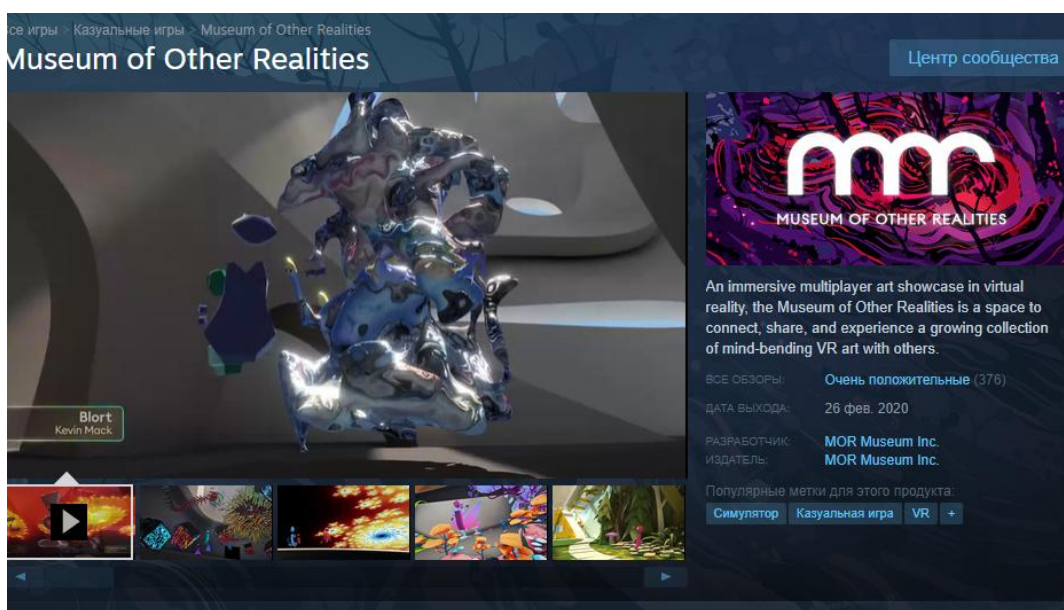 се игры > Казуальные игры > Museum of Other Realities
Museum of Other Realities
Центр сообщества
Blort
Kevin Mack
mor
MUSEUM OF OTHER REALITIES
An immersive multiplayer art showcase in virtual
reality, the Museum of Other Realities is a space to
connect, share, and experience a growing collection
of mind-bending VR art with others.
ВСЕ ОБЗОРЫ: Очень положительные (376)
ДАТА ВЫХОДА: 26 фев. 2020
РАЗРАБОТЧИК: MOR Museum Inc.
ИЗДАТЕЛЬ: MOR Museum Inc.
Популярные метки для этого продукта:
Симулятор Казуальная игра VR +